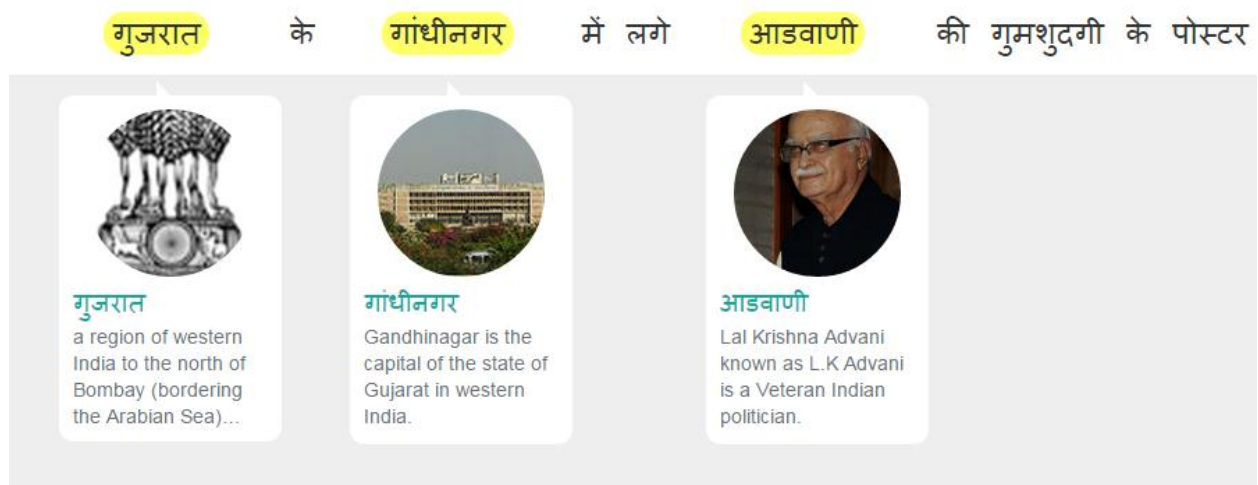 गुजरात के गांधीनगर में लगे आडवाणी की गुमशुदगी के पोस्टर
गुजरात
a region of western
India to the north of
Bombay (bordering
the Arabian Sea)...
गांधीनगर
Gandhinagar is the
capital of the state of
Gujarat in western
India.
आडवाणी
Lal Krishna Advani
known as L.K Advani
is a Veteran Indian
politician.